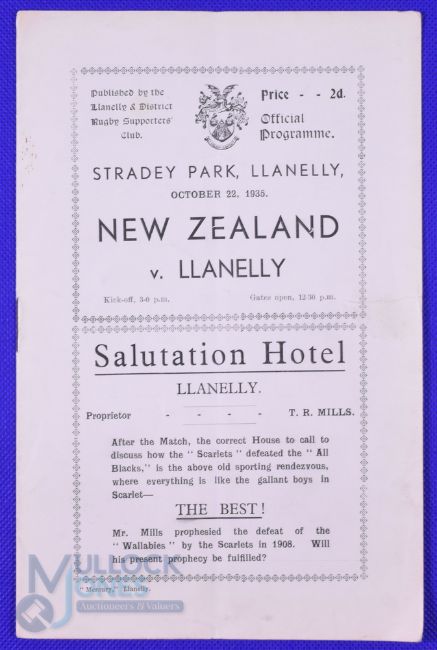 Published by the
Llanelly & District
Rugby Supporters'
Club.
Price - - 2d.
Official
Programme.
STRADEY PARK, LLANELLY,
OCTOBER 22, 1935.
NEW ZEALAND
v. LLANELLY
Kick-off, 3-0 p.m. Gates open, 12-30 p.m.
Salutation Hotel
LLANELLY.
Proprietor - - - - T. R. MILLS.
After the Match, the correct House to call to
discuss how the "Scarlets" defeated the "All
Blacks," is the above old sporting rendezvous,
where everything is like the gallant boys in
Scarlet—
THE BEST!
Mr. Mills prophesied the defeat of the
"Wallabies" by the Scarlets in 1908. Will
his present prophecy be fulfilled?
"Mercury," Llanelly.
MULLOCK
JONES
Auctioneers & Valuers